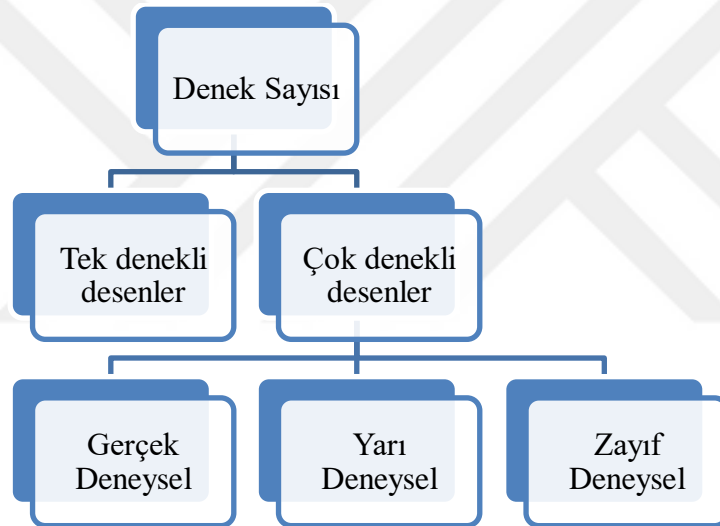 Denek Sayısı
Tek denekli
desenler
Çok denekli
desenler
Gerçek
Deneysel
Yarı
Deneysel
Zayıf
Deneysel